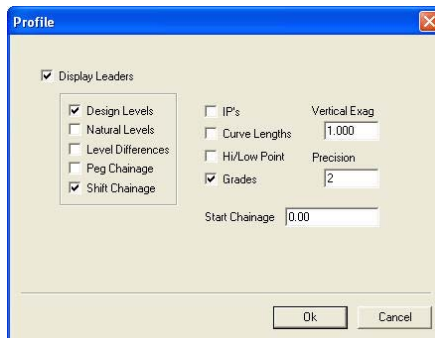 Profile
Display Leaders
Design Levels
Natural Levels
Level Differences
Peg Chainage
Shift Chainage
IP's
Curve Lengths
Hi/Low Point
Grades
Vertical Exag
1.000
Precision
2
Start Chainage 0.00
Ok Cancel